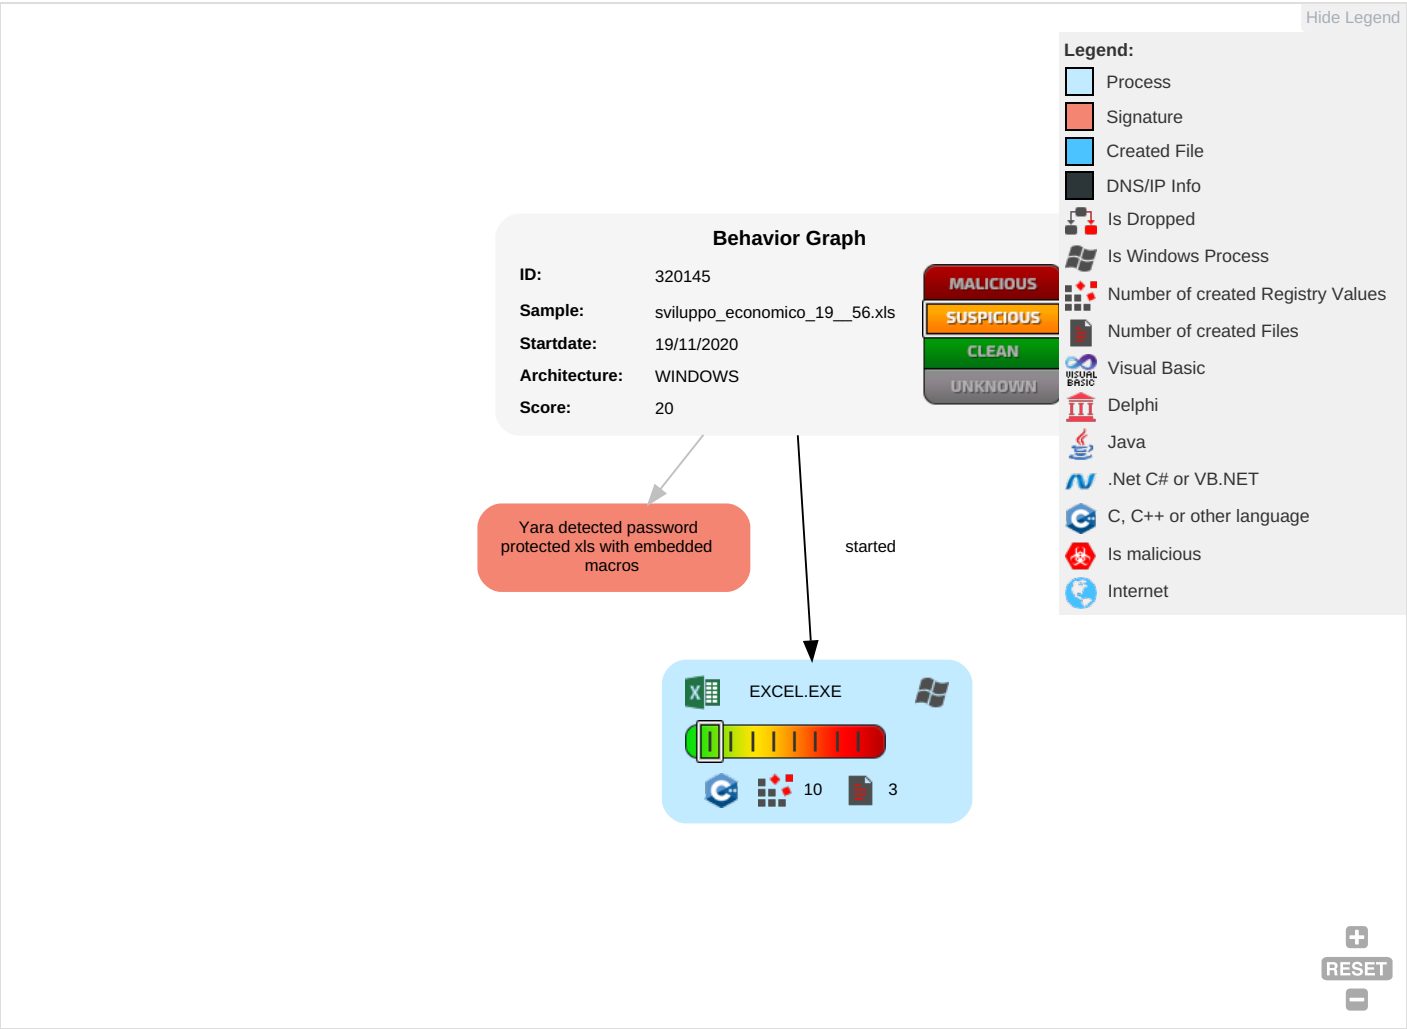 Hide Legend
Legend:
Process
Signature
Created File
DNS/IP Info
Is Dropped
Is Windows Process
Number of created Registry Values
Number of created Files
VISUAL
BASIC
Visual Basic
Delphi
Java
.Net C# or VB.NET
C, C++ or other language
Is malicious
Internet
Behavior Graph
ID: 320145
Sample: sviluppo_economico_19__56.xls
Startdate: 19/11/2020
Architecture: WINDOWS
Score: 20
MALICIOUS
SUSPICIOUS
CLEAN
UNKNOWN
Yara detected password
protected xls with embedded
macros
started
EXCEL.EXE
10 3
RESET